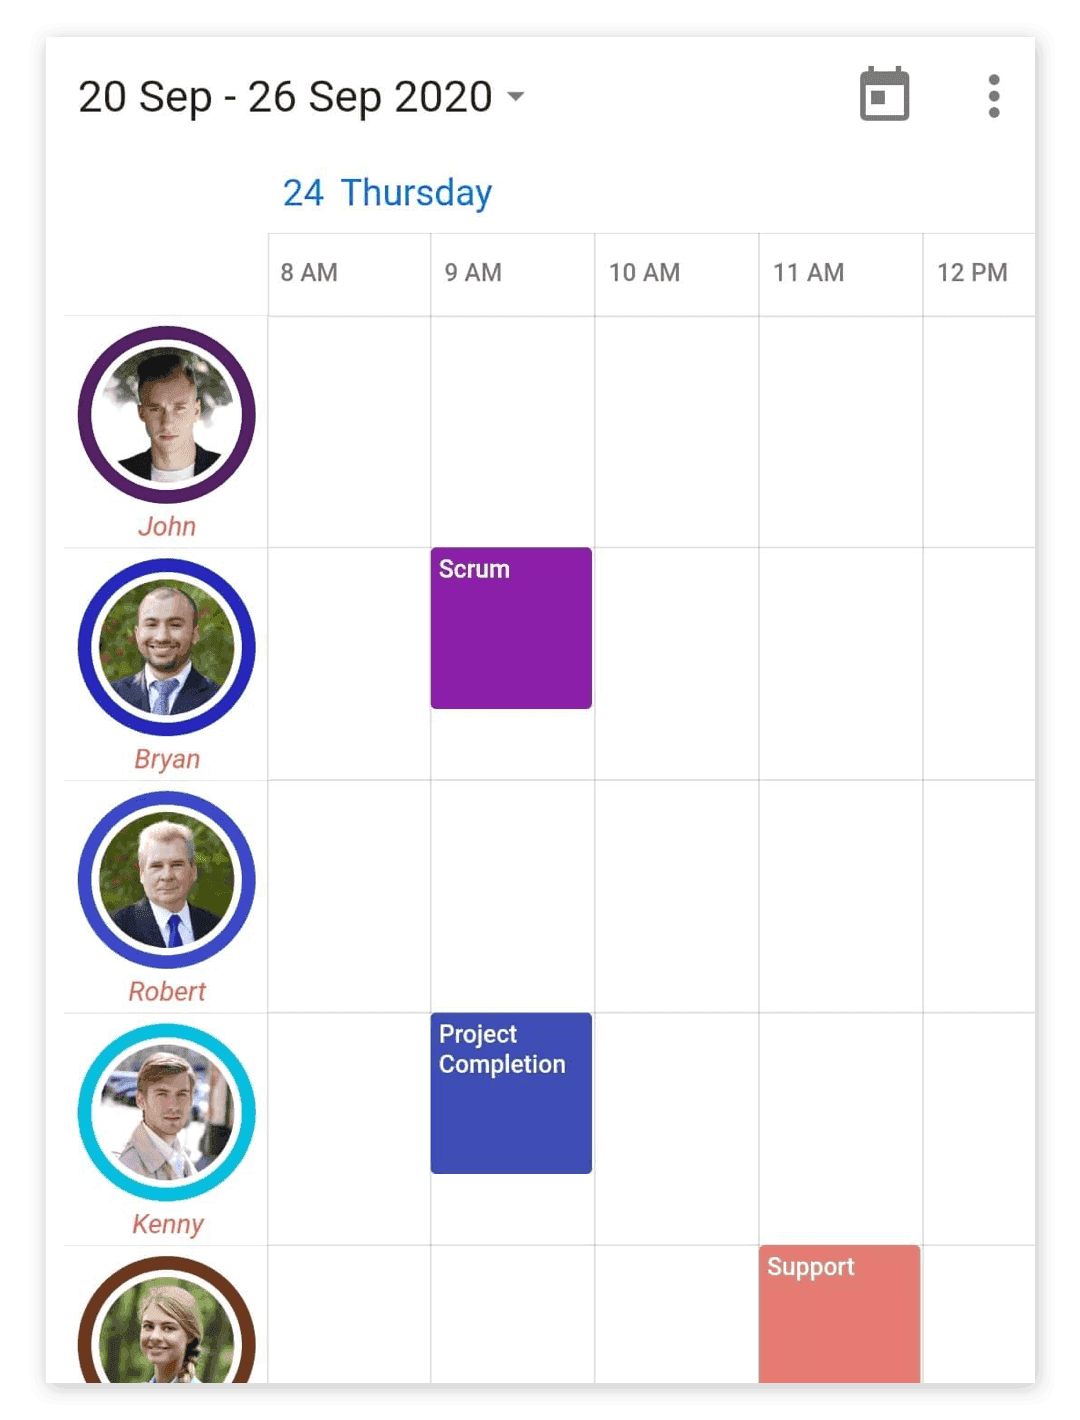 20 Sep - 26 Sep 2020
24 Thursday
8 AM 9 AM 10 AM 11 AM 12 PM
John
Scrum
Bryan
Robert
Project
Completion
Kenny
Support